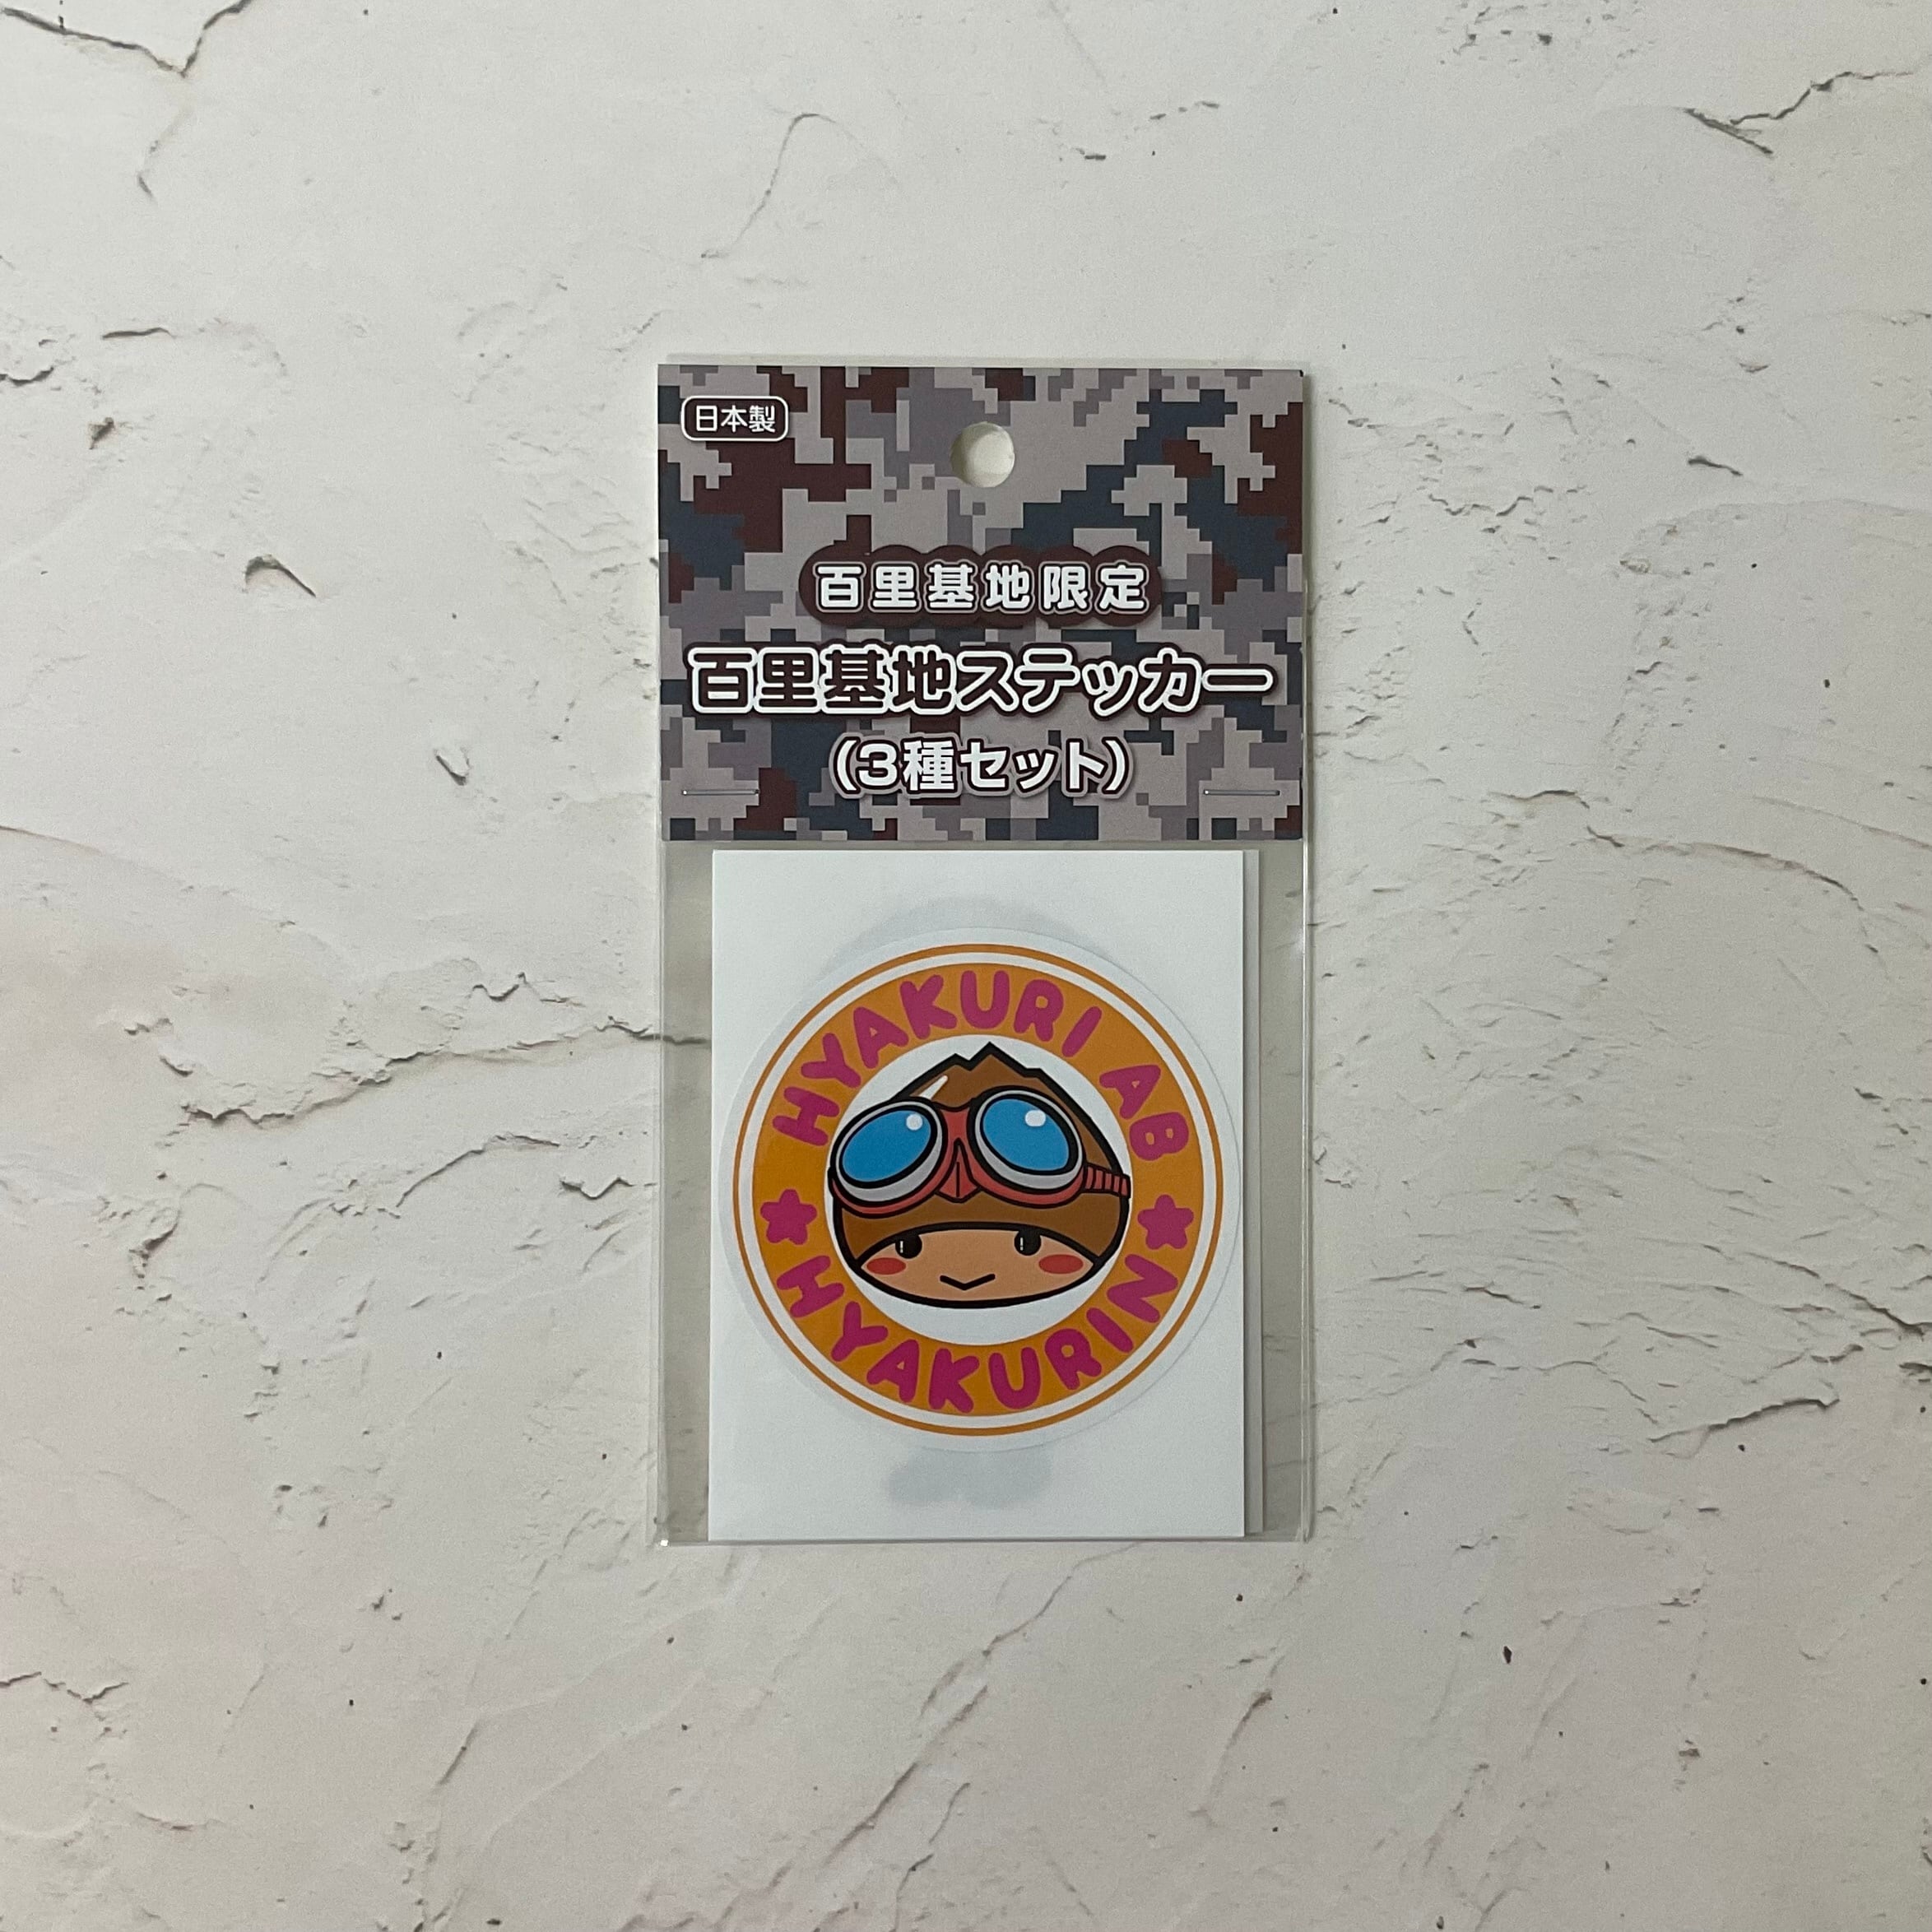 日本製
百里基地限定
百里基地ステッカー
(3種セット)
HYAKURI AB
HYAKURIN